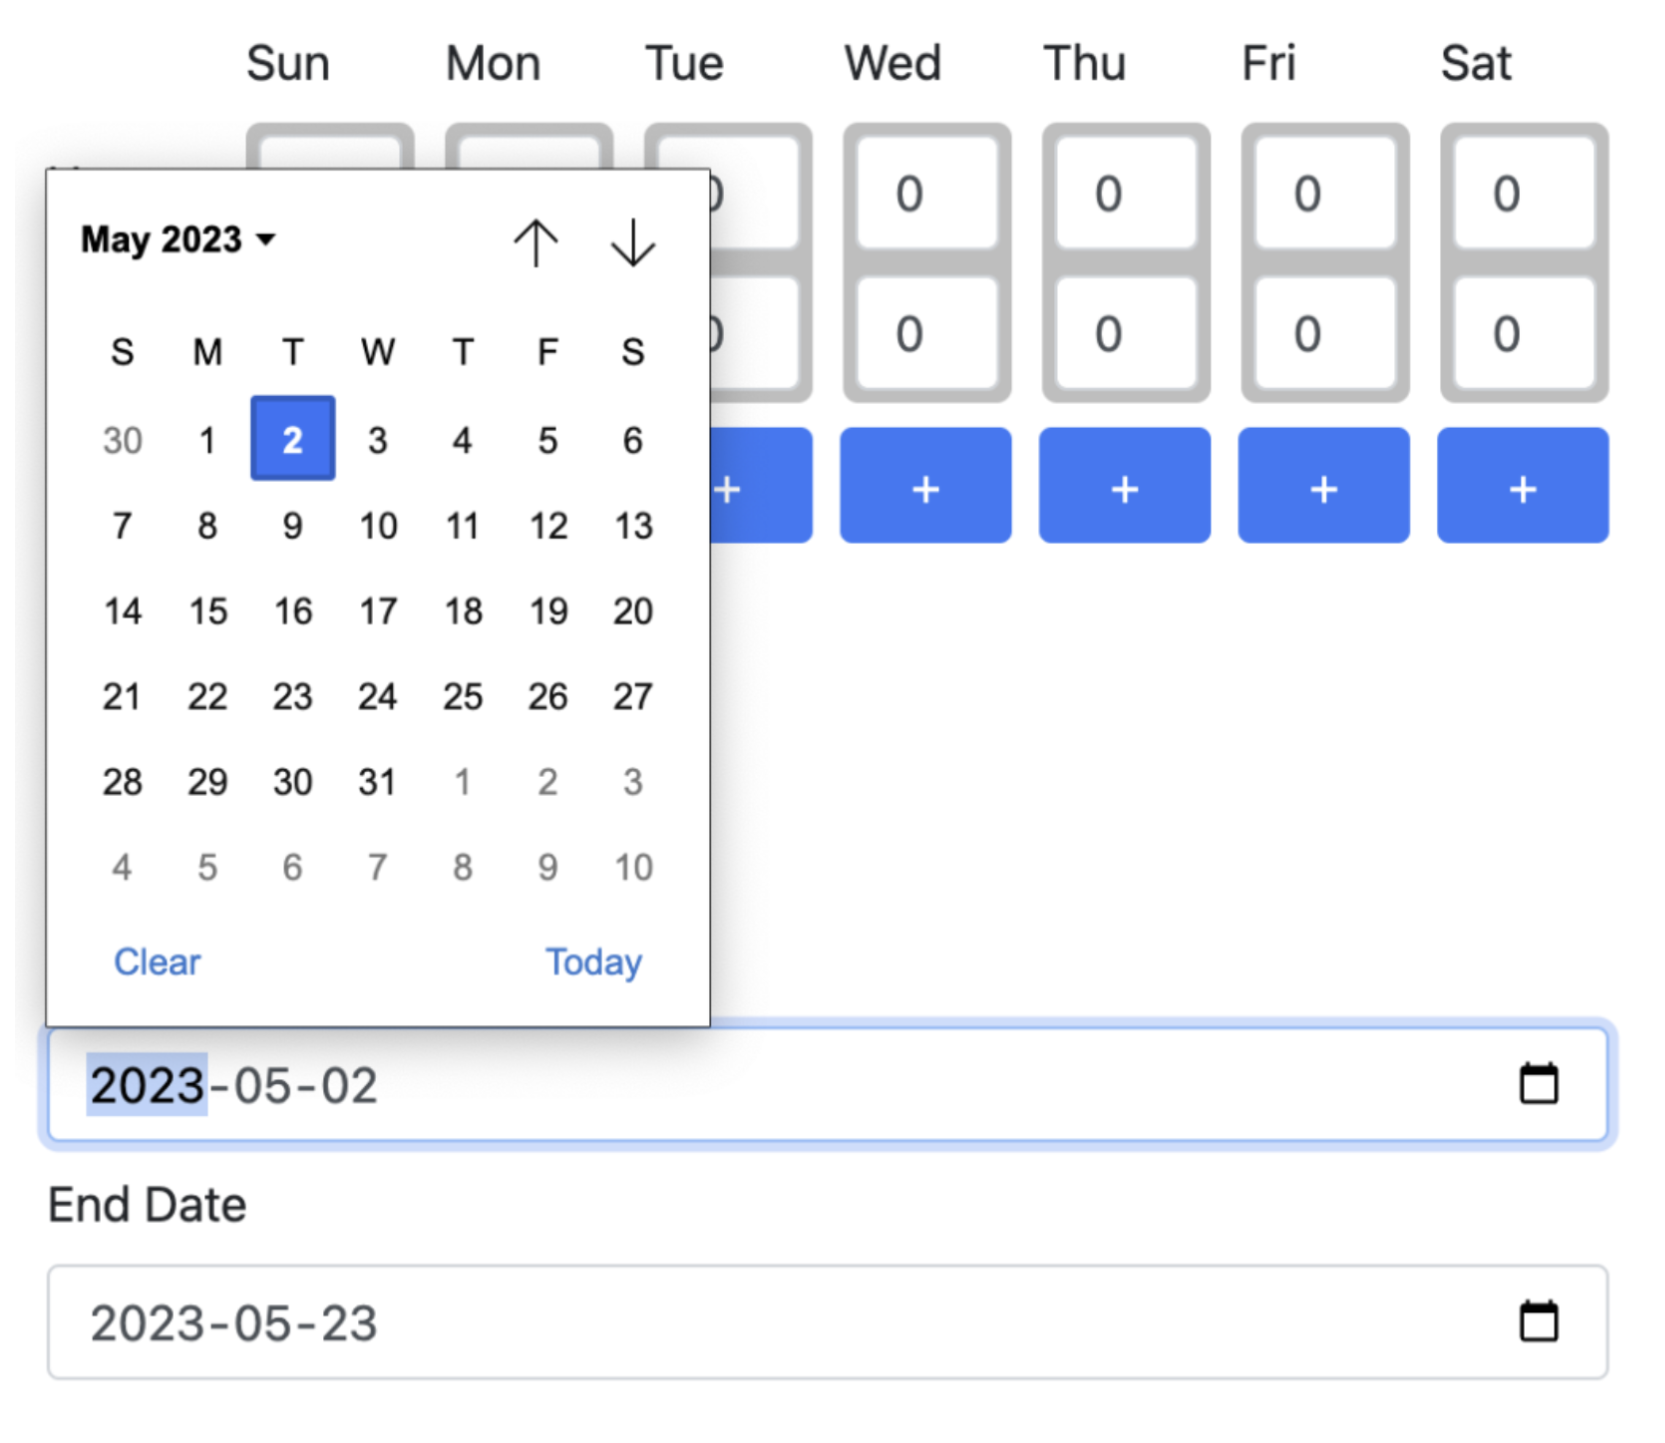 Sun Mon Tue Wed Thu Fri Sat
0 0 0 0 0
May 2023
0 0 0 0 0
S M T W T F S
30 1 2 3 4 5 6
+ + + + +
7 8 9 10 11 12 13
14 15 16 17 18 19 20
21 22 23 24 25 26 27
28 29 30 31 1 2 3
4 5 6 7 8 9 10
Clear Today
2023-05-02
End Date
2023-05-23